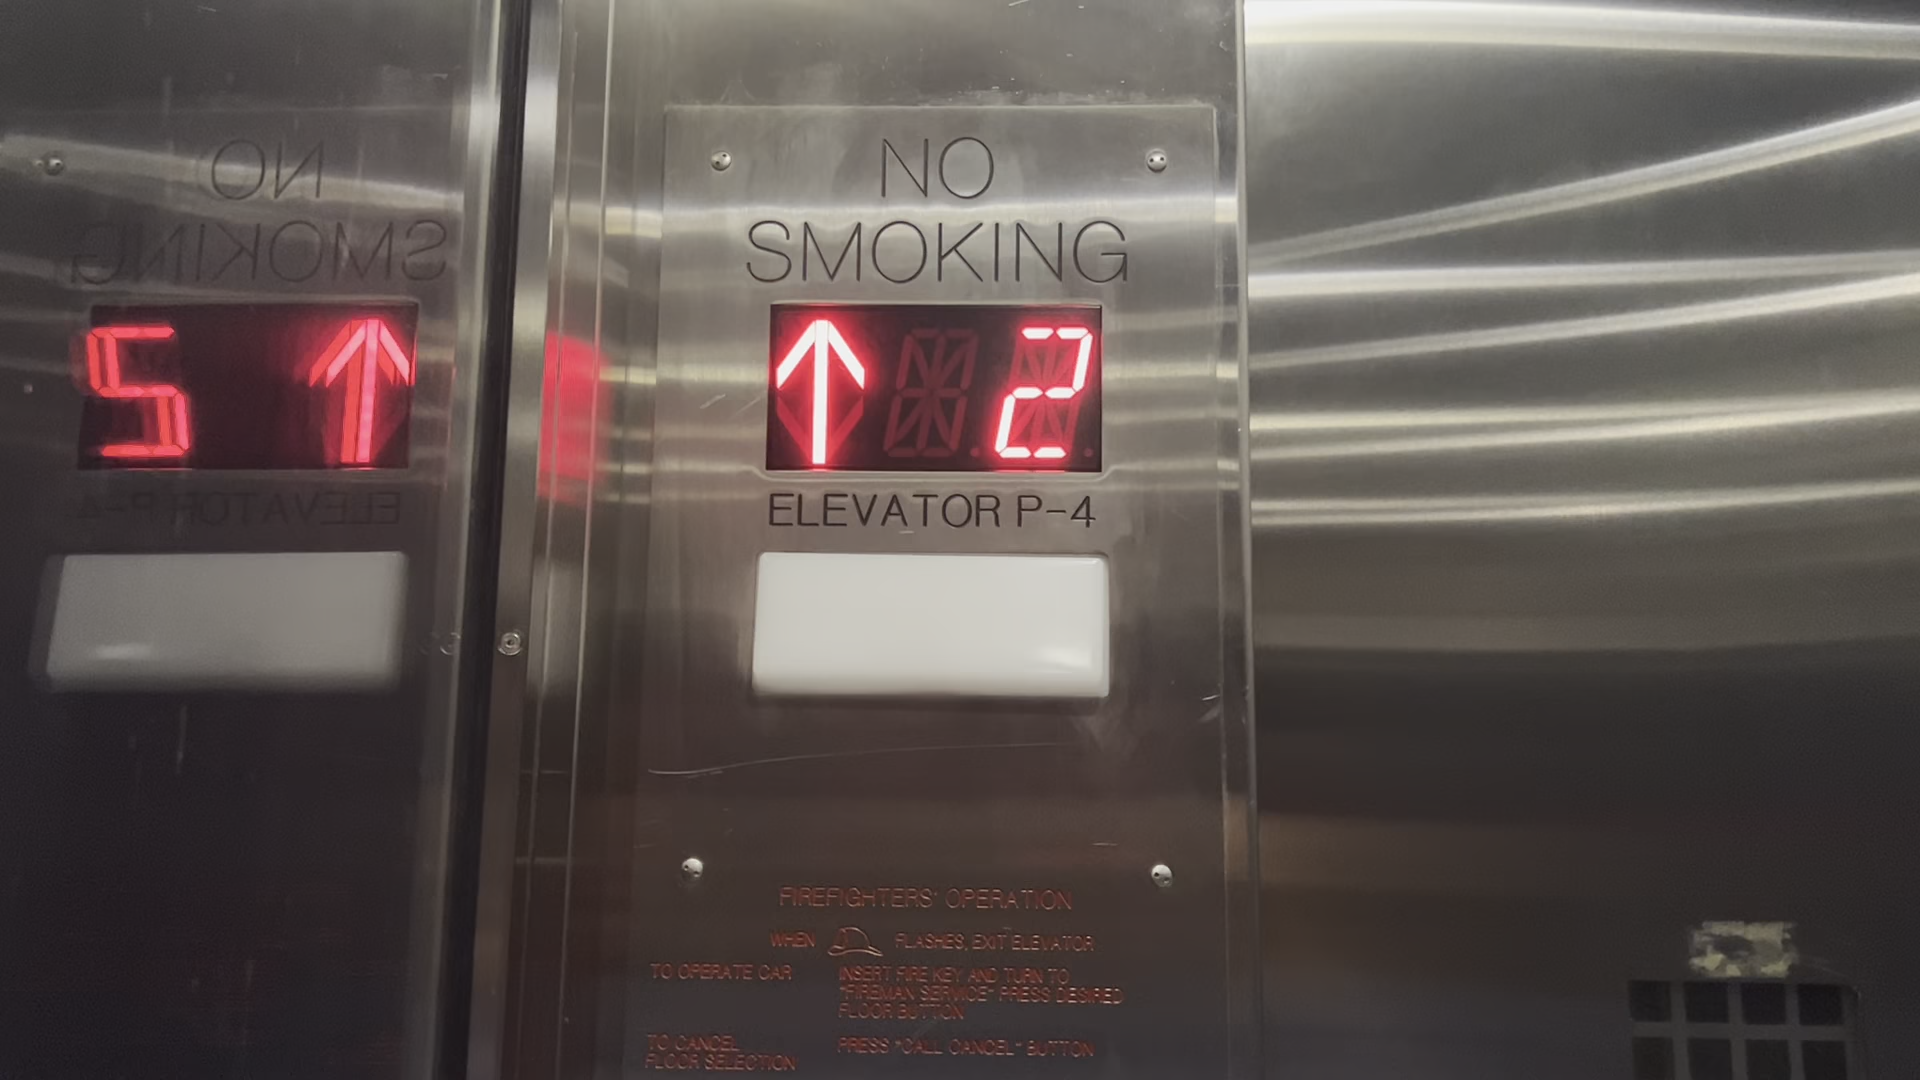 NO
SMOKING
↑ 2
ELEVATOR P-4
FIREFIGHTERS' OPERATION
WHEN FLASHES, EXIT ELEVATOR
TO OPERATE CAR INSERT FIRE KEY AND TURN TO
"FIREMAN SERVICE" PRESS DESIRED
FLOOR BUTTON
TO CANCEL PRESS "CALL CANCEL" BUTTON
FLOOR SELECTION